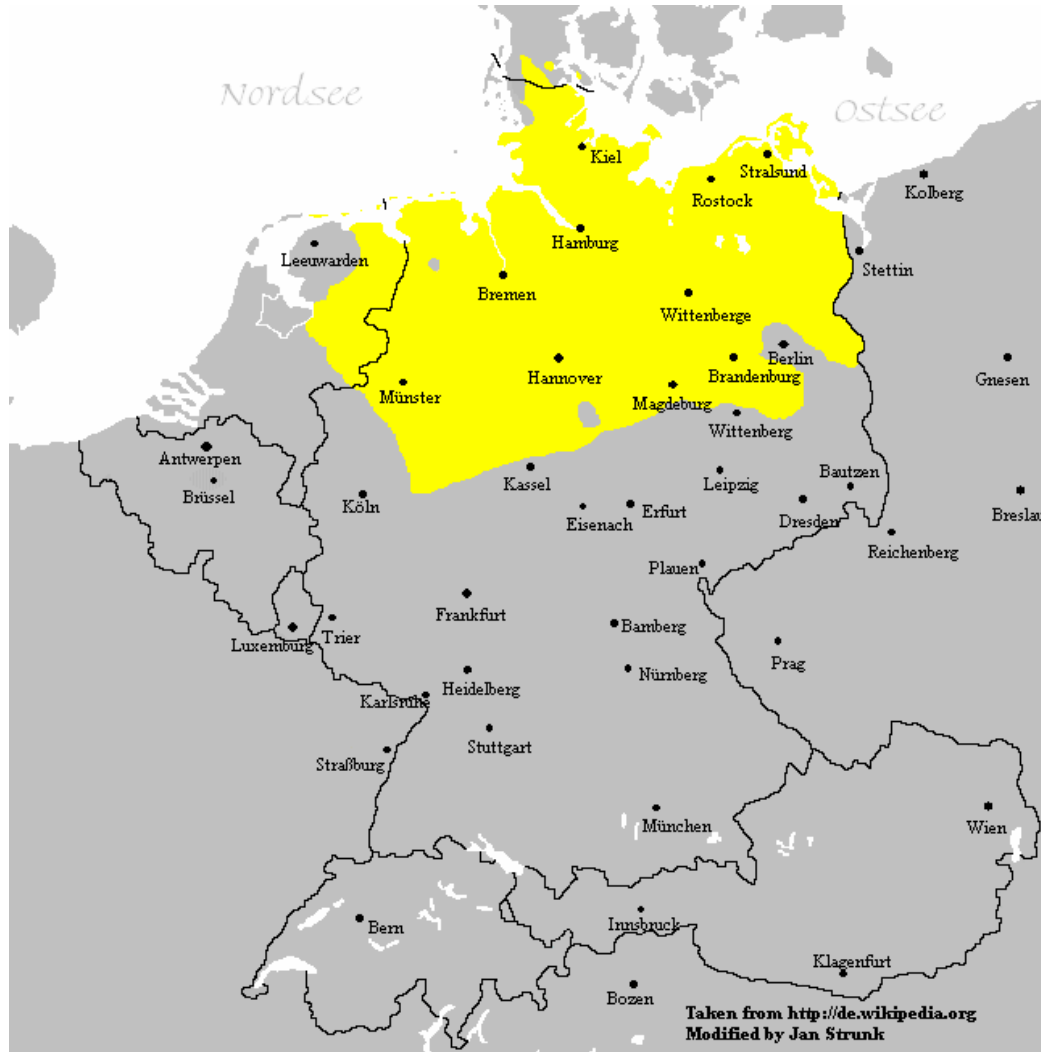 Nordsee
Ostsee
Kiel
Stralsund
Rostock
Kolberg
Hamburg
Leeuwarden
Stettin
Bremen
Wittenberge
Berlin
Hannover
Brandenburg
Gnesen
Münster
Magdeburg
Wittenberg
Antwerpen
Kassel
Leipzig
Bautzen
Brüssel
Köln
Eisenach
Erfurt
Dresden
Breslau
Reichenberg
Plauen
Frankfurt
Bamberg
Trier
Luxemburg
Prag
Heidelberg
Nürnberg
Karlsruhe
Stuttgart
Straßburg
München
Wien
Bern
Innsbruck
Klagenfurt
Bozen
Taken from http://de.wikipedia.org
Modified by Jan Strunk